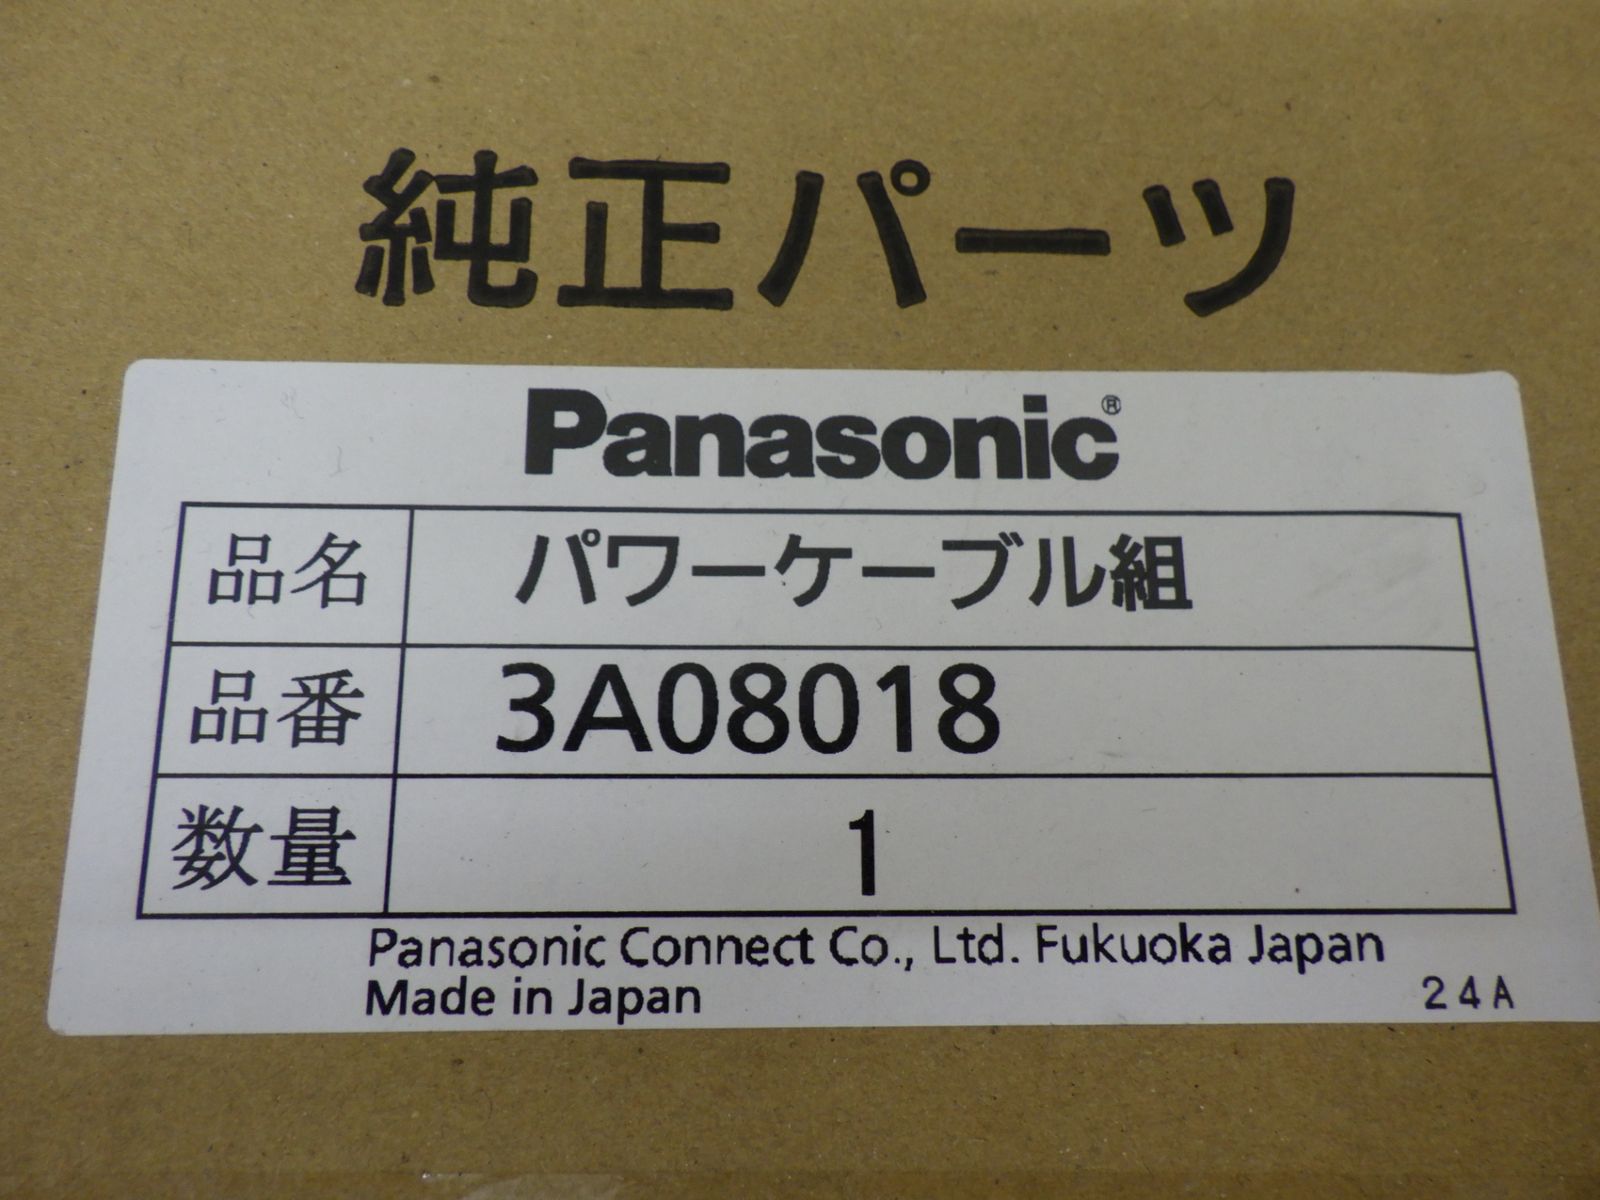 純正パーツ
Panasonic®
品名 パワーケーブル組
品番 3A08018
数量 1
Panasonic Connect Co., Ltd. Fukuoka Japan
Made in Japan 24A